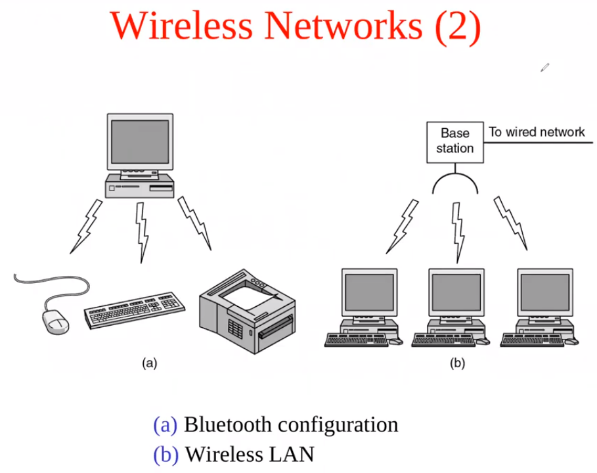 Wireless Networks (2)
Base
station
To wired network
(a)
(b)
(a) Bluetooth configuration
(b) Wireless LAN